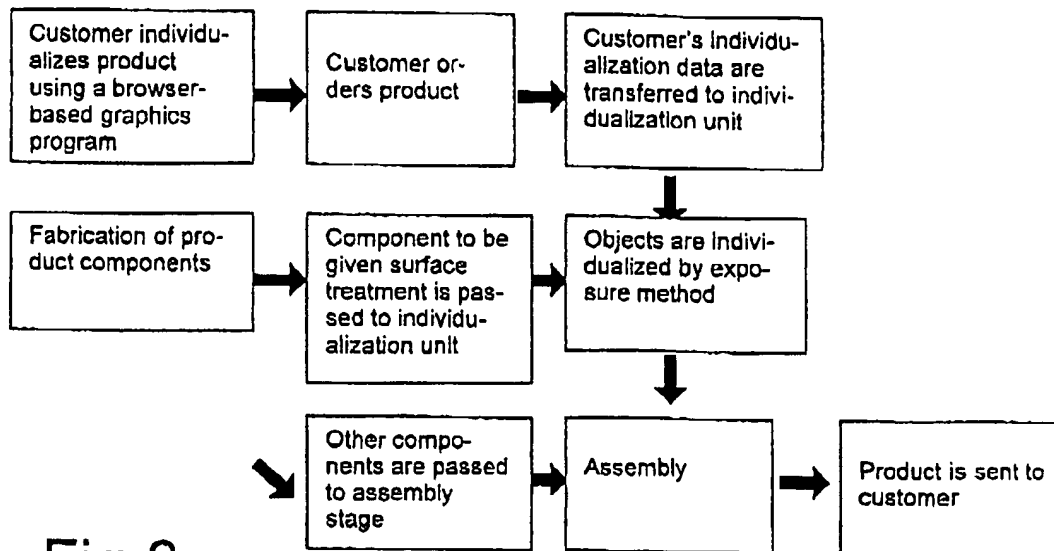 Customer individu-
alizes product
using a browser-
based graphics
program
Customer or-
ders product
Customer's individu-
alization data are
transferred to indivi-
dualization unit
Fabrication of pro-
duct components
Component to be
given surface
treatment is pas-
sed to individu-
alization unit
Objects are indivi-
dualized by expo-
sure method
Other compo-
nents are passed
to assembly
stage
Assembly
Product is sent to
customer